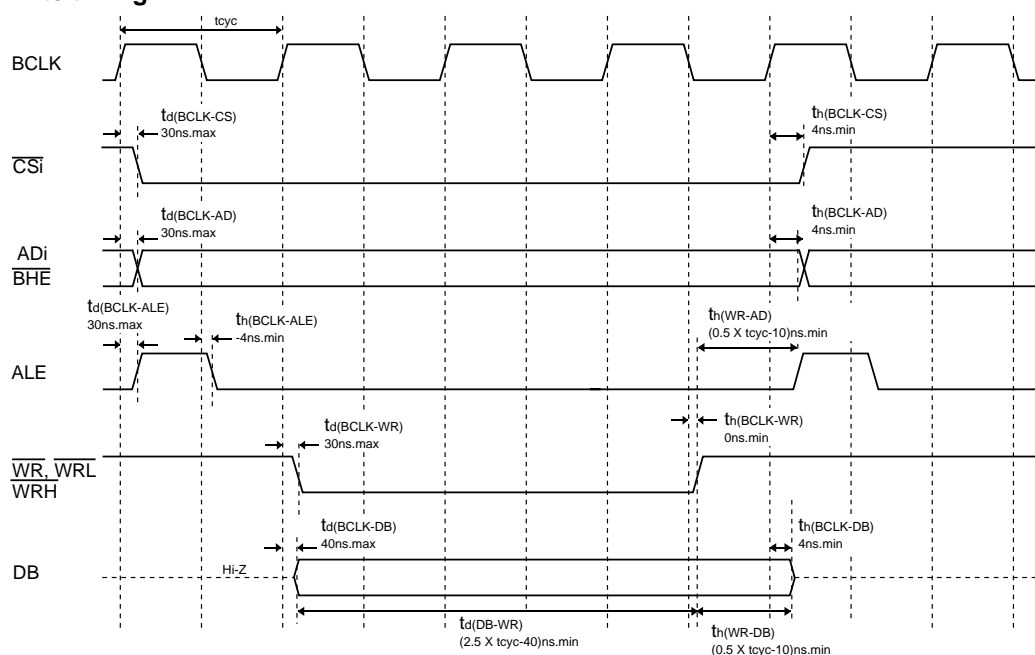 tcyc
BCLK
td(BCLK-CS)
30ns.max
th(BCLK-CS)
4ns.min
CSi
td(BCLK-AD)
30ns.max
th(BCLK-AD)
4ns.min
ADi
BHE
td(BCLK-ALE)
30ns.max
th(BCLK-ALE)
-4ns.min
th(WR-AD)
(0.5 X tcyc-10)ns.min
ALE
td(BCLK-WR)
30ns.max
th(BCLK-WR)
0ns.min
WR, WRL
WRH
td(BCLK-DB)
40ns.max
th(BCLK-DB)
4ns.min
DB
Hi-Z
td(DB-WR)
(2.5 X tcyc-40)ns.min
th(WR-DB)
(0.5 X tcyc-10)ns.min